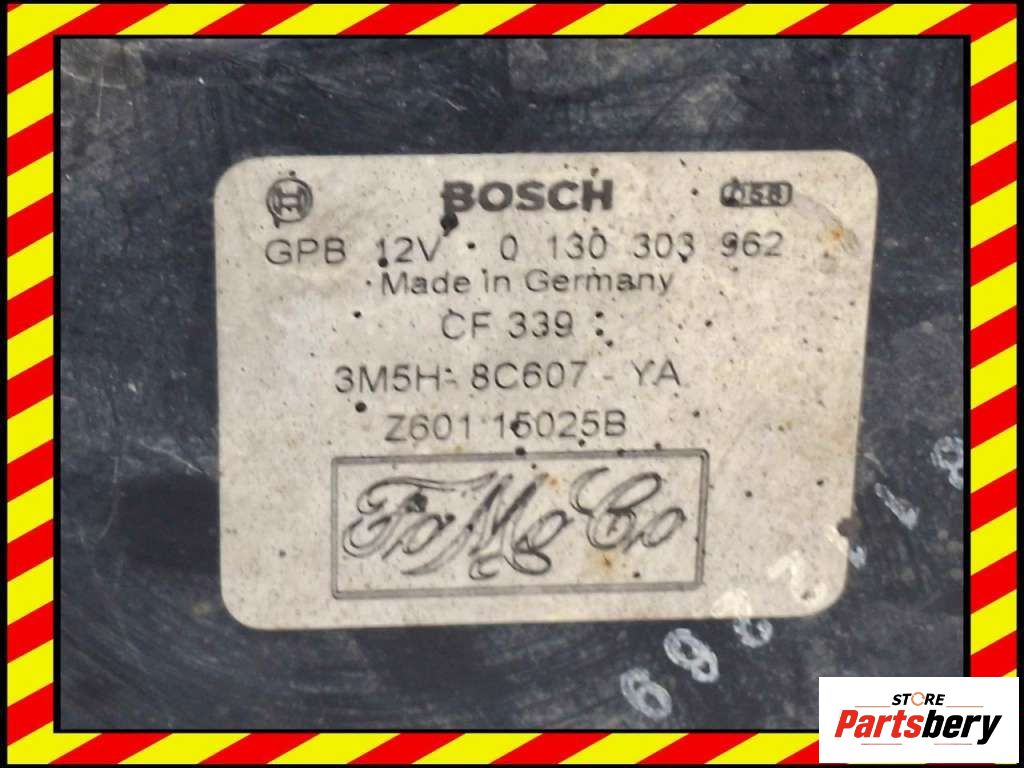 BOSCH 058
GPB 12V 0 130 303 962
Made in Germany
CF 339
3M5H-8C607-YA
Z601 15025B
FoMoCo
STORE
Partsbery